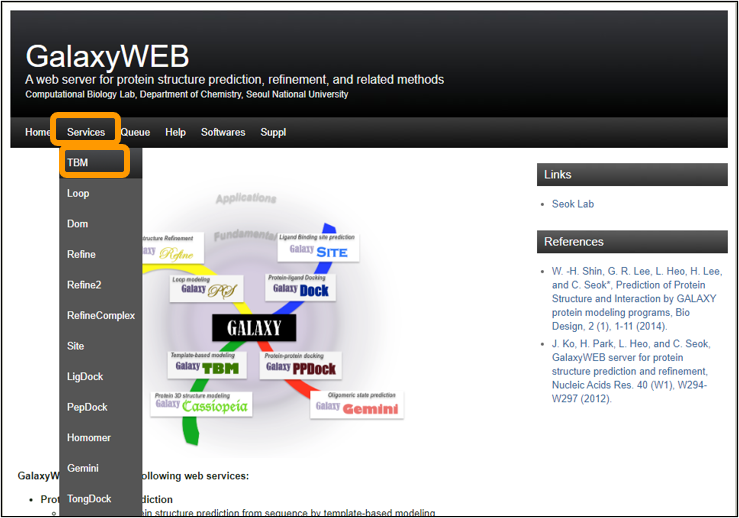 GalaxyWEB
A web server for protein structure prediction, refinement, and related methods
Computational Biology Lab, Department of Chemistry, Seoul National University
Home Services Queue Help Softwares Suppl
TBM
Loop
Dom
Refine
Refine2
RefineComplex
Site
LigDock
PepDock
Homomer
Gemini
TongDock
Applications
Fundamenta
Structure Refinement
Galaxy Refine
Ligand Binding site prediction
Galaxy SITE
Loop modeling
Galaxy PS
Protein-ligand Docking
Galaxy Dock
GALAXY
Template-based modeling
Galaxy TBM
Protein-protein docking
Galaxy PPDock
Protein 3D structure modeling
Galaxy Cassiopeia
Oligomeric state prediction
Galaxy Gemini
Links
Seok Lab
References
W. -H. Shin, G. R. Lee, L. Heo, H. Lee,
and C. Seok*, Prediction of Protein
Structure and Interaction by GALAXY
protein modeling programs, Bio
Design, 2 (1), 1-11 (2014).
J. Ko, H. Park, L. Heo, and C. Seok,
GalaxyWEB server for protein
structure prediction and refinement,
Nucleic Acids Res. 40 (W1), W294-
W297 (2012).
GalaxyW ollowing web services:
Prot diction
in structure prediction from sequence by template-based modeling